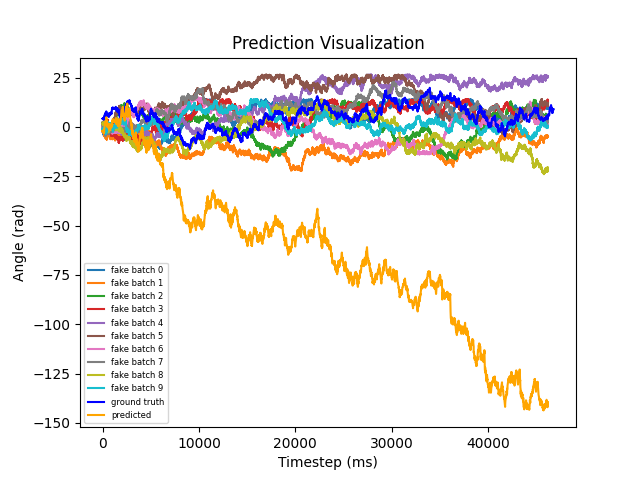 Prediction Visualization
Angle (rad)
25
0
−25
−50
−75
−100
−125
−150
fake batch 0
fake batch 1
fake batch 2
fake batch 3
fake batch 4
fake batch 5
fake batch 6
fake batch 7
fake batch 8
fake batch 9
ground truth
predicted
0 10000 20000 30000 40000
Timestep (ms)